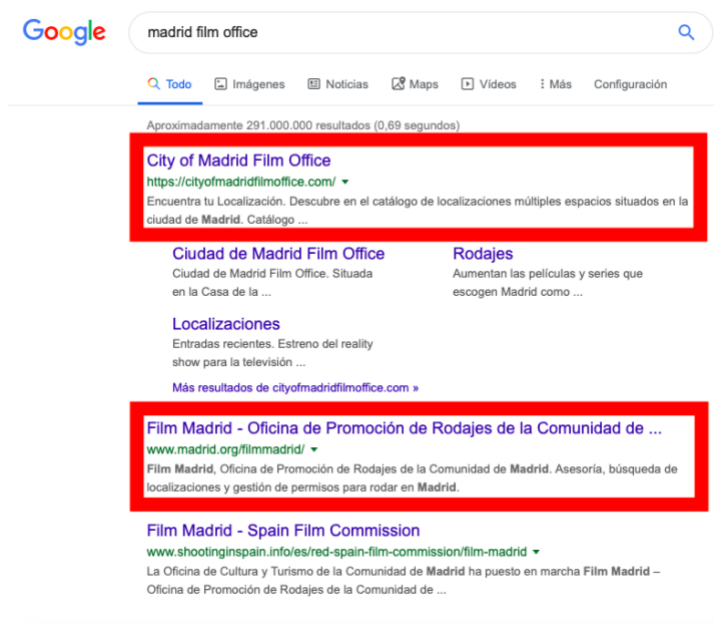 Google
madrid film office
Todo Imágenes Noticias Maps Vídeos Más Configuración
Aproximadamente 291.000.000 resultados (0,69 segundos)
City of Madrid Film Office
https://cityofmadridfilmoffice.com/
Encuentra tu Localización. Descubre en el catálogo de localizaciones múltiples espacios situados en la
ciudad de Madrid. Catálogo ...
Ciudad de Madrid Film Office
Ciudad de Madrid Film Office. Situada
en la Casa de la ...
Rodajes
Aumentan las películas y series que
escogen Madrid como ...
Localizaciones
Entradas recientes. Estreno del reality
show para la televisión ...
Más resultados de cityofmadridfilmoffice.com »
Film Madrid - Oficina de Promoción de Rodajes de la Comunidad de ...
www.madrid.org/filmmadrid/
Film Madrid, Oficina de Promoción de Rodajes de la Comunidad de Madrid. Asesoría, búsqueda de
localizaciones y gestión de permisos para rodar en Madrid.
Film Madrid - Spain Film Commission
www.shootinginspain.info/es/red-spain-film-commission/film-madrid
La Oficina de Cultura y Turismo de la Comunidad de Madrid ha puesto en marcha Film Madrid –
Oficina de Promoción de Rodajes de la Comunidad de ...